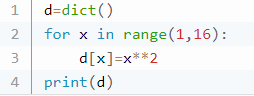 1 d=dict()
2 for x in range(1,16):
3     d[x]=x**2
4 print(d)